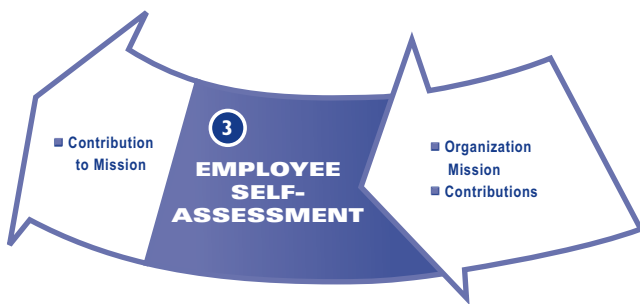 Contribution
to Mission
3
EMPLOYEE
SELF-
ASSESSMENT
Organization
Mission
Contributions